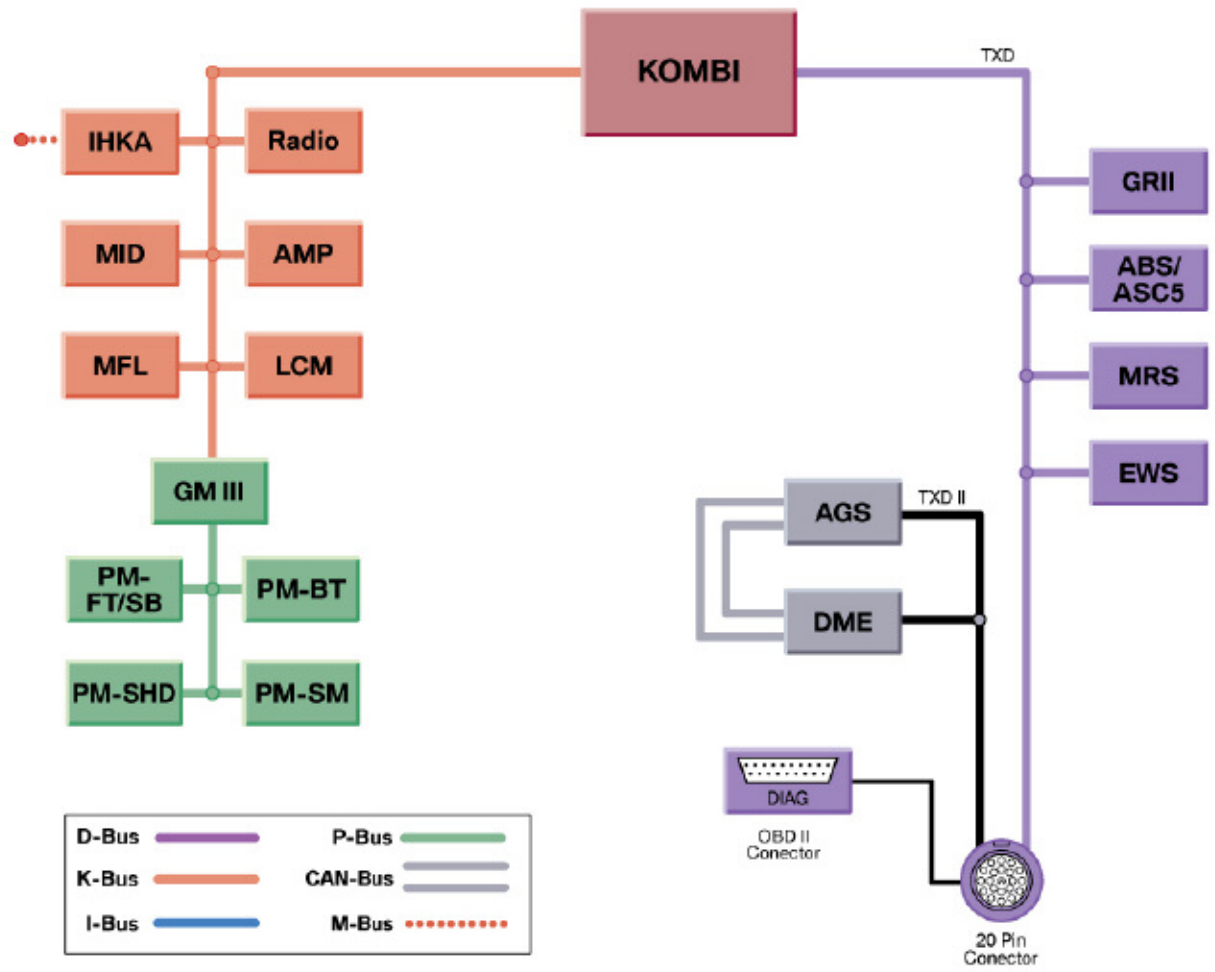 KOMBI
TXD
IHKA
Radio
MID
AMP
MFL
LCM
GM III
PM-
FT/SB
PM-BT
PM-SHD
PM-SM
GRII
ABS/
ASC5
MRS
EWS
AGS
TXD II
DME
DIAG
OBD II
Conector
20 Pin
Conector
D-Bus
P-Bus
K-Bus
CAN-Bus
I-Bus
M-Bus